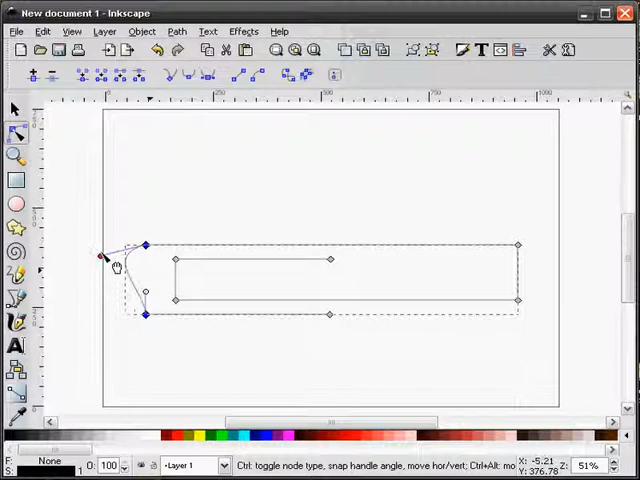 New document 1 - Inkscape
File Edit View Layer Object Path Text Effects Help
0 250 500 750 1000
A
F: None
S: 1 O: 100 •Layer 1 Ctrl: toggle node type, snap handle angle, move hor/vert; Ctrl+Alt: mo X: -5.21
Y: 376.78 Z: 51%